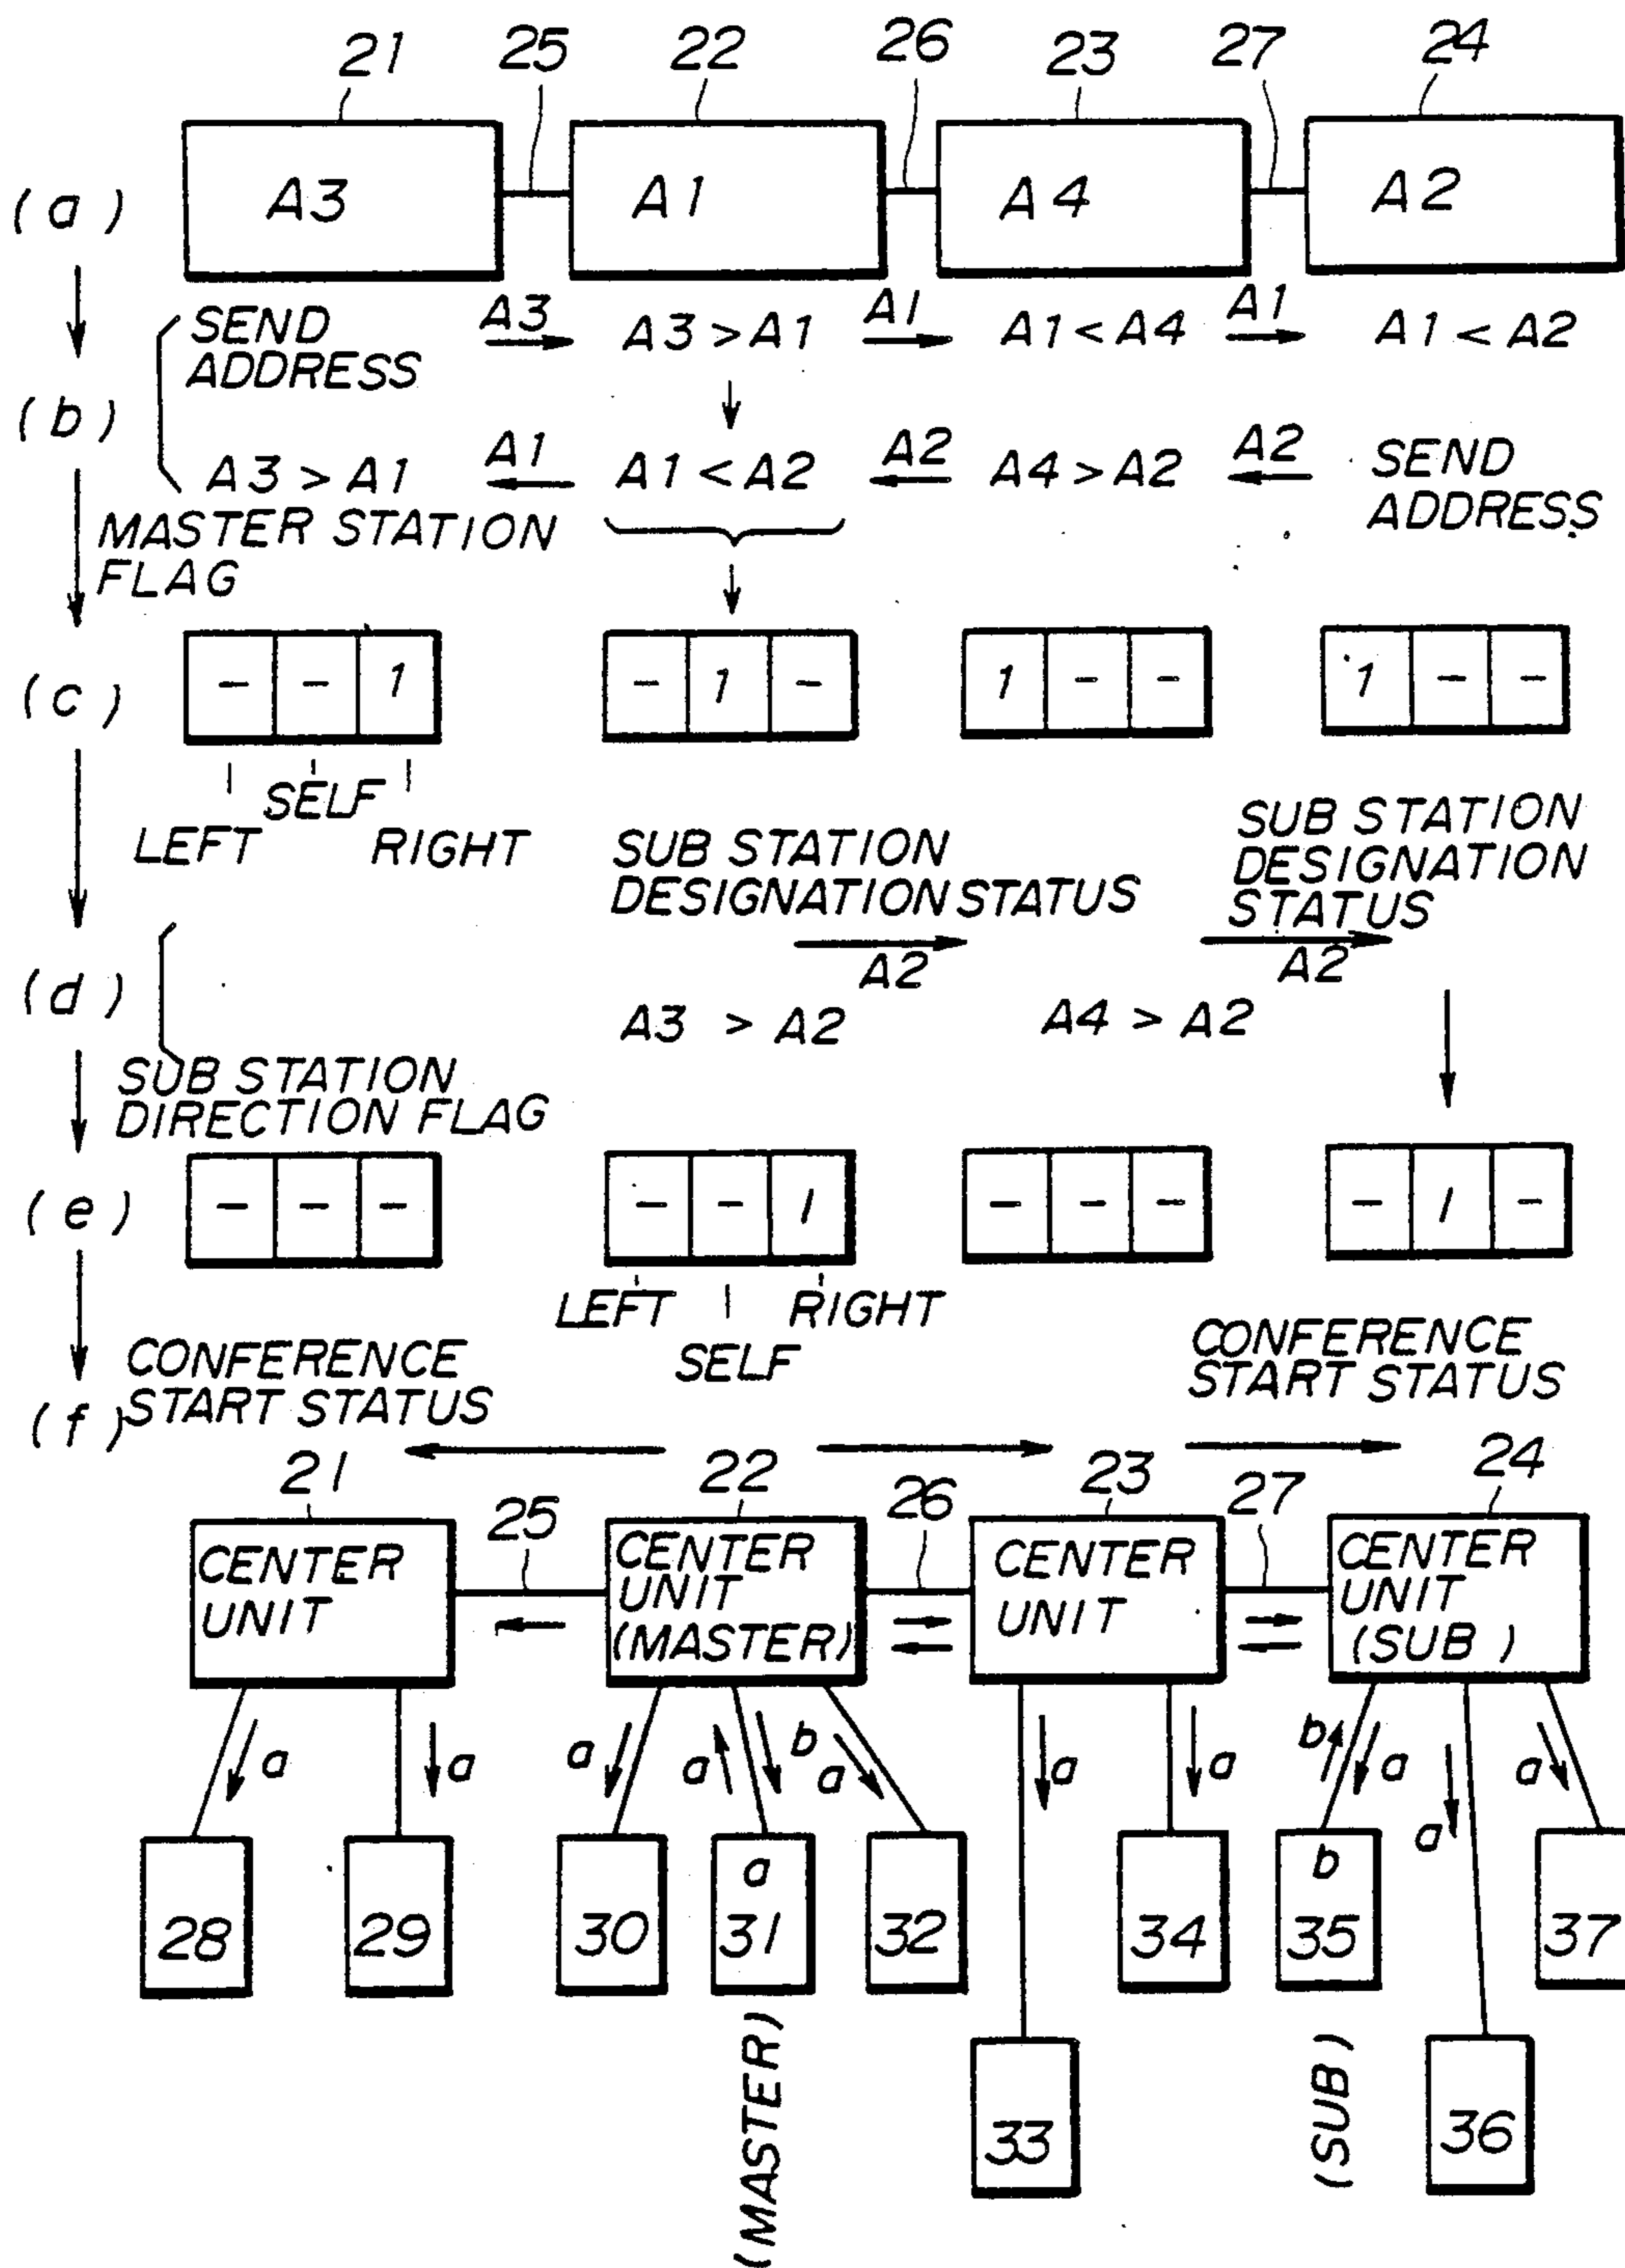 21 25 22 26 23 27 24
(a) A3 A1 A4 A2
SEND ADDRESS A3 A3 > A1 A1 A1 < A4 A1 A1 < A2
(b)
A3 > A1 A1 A1 < A2 A2 A4 > A2 A2 SEND ADDRESS
MASTER STATION
FLAG
(c) - - 1 - 1 - 1 - - 1 - -
SELF
LEFT RIGHT
SUB STATION
DESIGNATION STATUS
SUB STATION
DESIGNATION
STATUS
A2 A2
(d)
A3 > A2 A4 > A2
SUB STATION
DIRECTION FLAG
(e) - - - - - 1 - - - - 1 -
LEFT RIGHT
SELF
CONFERENCE
START STATUS
CONFERENCE
START STATUS
(f)
21 25 22 26 23 27 24
CENTER
UNIT
CENTER
UNIT
(MASTER)
CENTER
UNIT
CENTER
UNIT
(SUB)
a a a a b a a a b a a a
28 29 30 a 31 32 34 b 35 37
33 36
(MASTER)
(SUB)